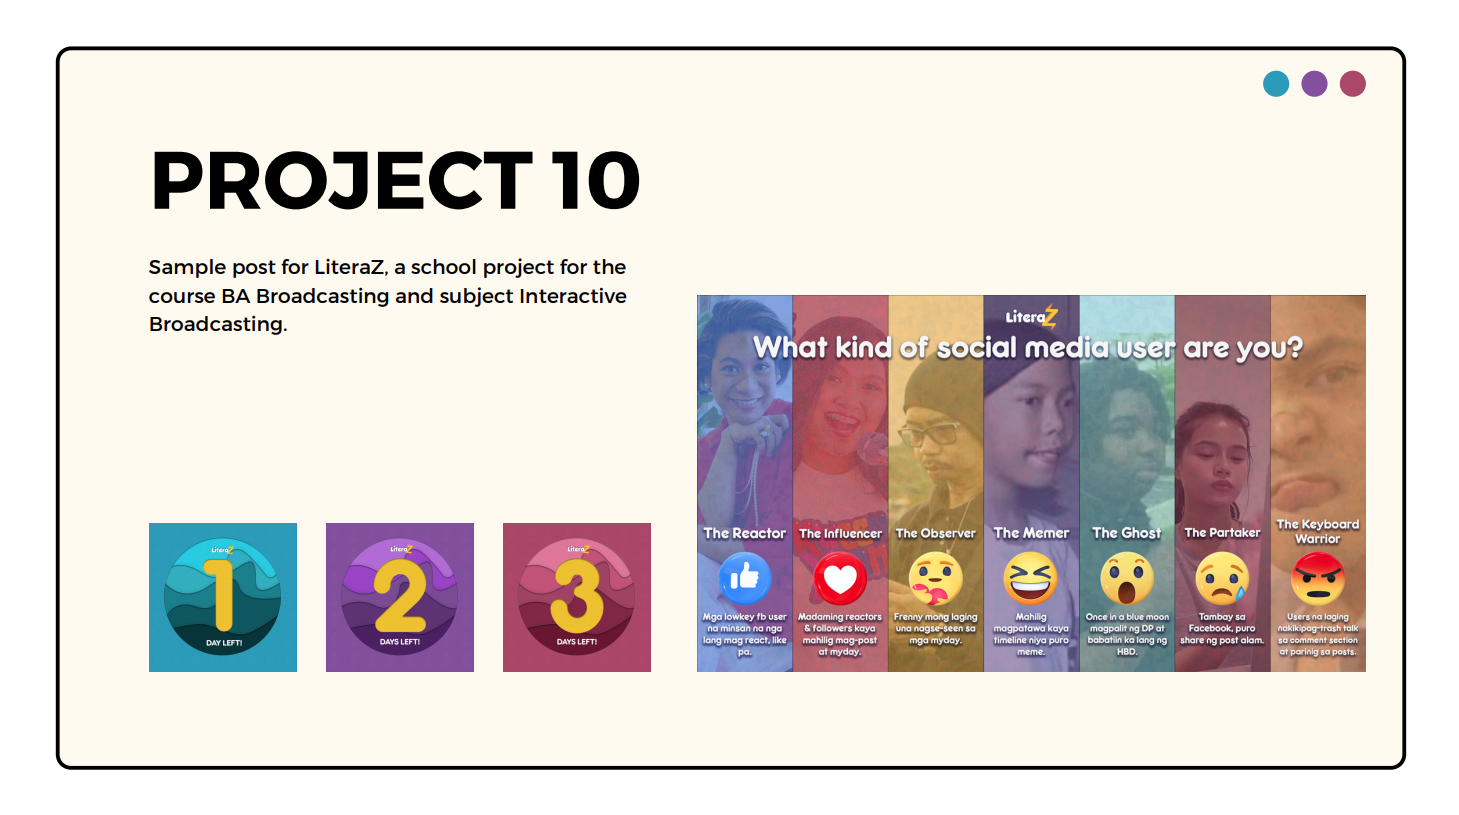 PROJECT 10
Sample post for LiteraZ, a school project for the
course BA Broadcasting and subject Interactive
Broadcasting.
LiteraZ
1
DAY LEFT!
LiteraZ
2
DAYS LEFT!
LiteraZ
3
DAYS LEFT!
LiteraZ
What kind of social media user are you?
The Reactor
Mga lowkey fb user
na minsan na nga
lang mag react, like
pa.
The Influencer
Madaming reactors
& followers kaya
mahilig mag-post
at myday.
The Observer
Frenny mong laging
una nagse-seen sa
mga myday.
The Memer
Mahilig
magpatawa kaya
timeline niya puro
meme.
The Ghost
Once in a blue moon
magpalit ng DP at
babatiin ka lang ng
HBD.
The Partaker
Tambay sa
Facebook, puro
share ng post alam.
The Keyboard
Warrior
Users na laging
nakikipag-trash talk
sa comment section
at parinig sa posts.